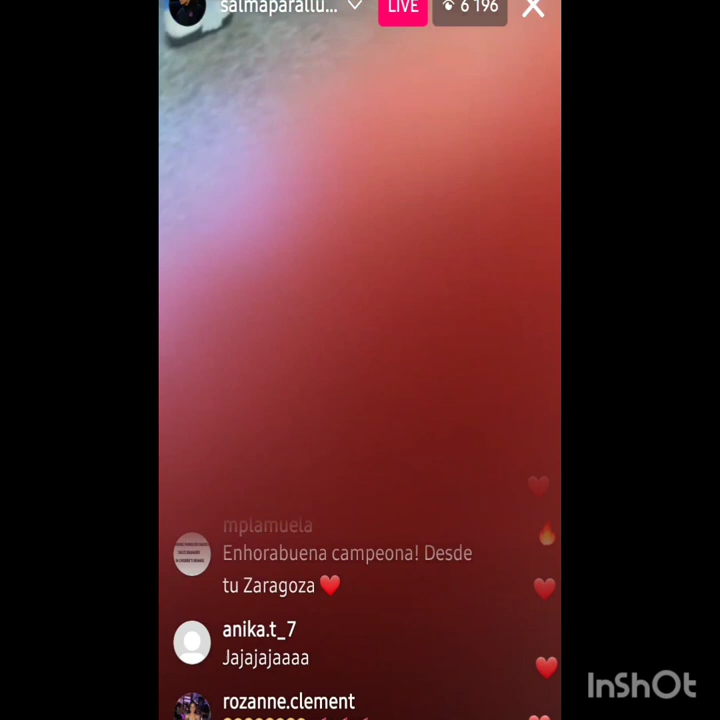 salmaparallu...
LIVE
6 196
mplamuela
Enhorabuena campeona! Desde
tu Zaragoza ❤️
anika.t_7
Jajajajaaaa
rozanne.clement
InShOt